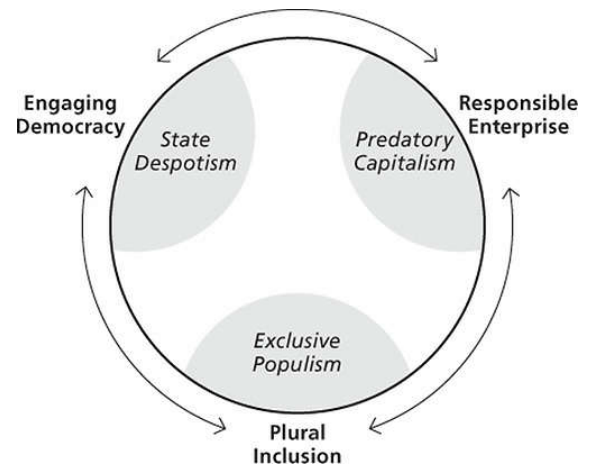 Engaging
Democracy
State
Despotism
Predatory
Capitalism
Responsible
Enterprise
Exclusive
Populism
Plural
Inclusion